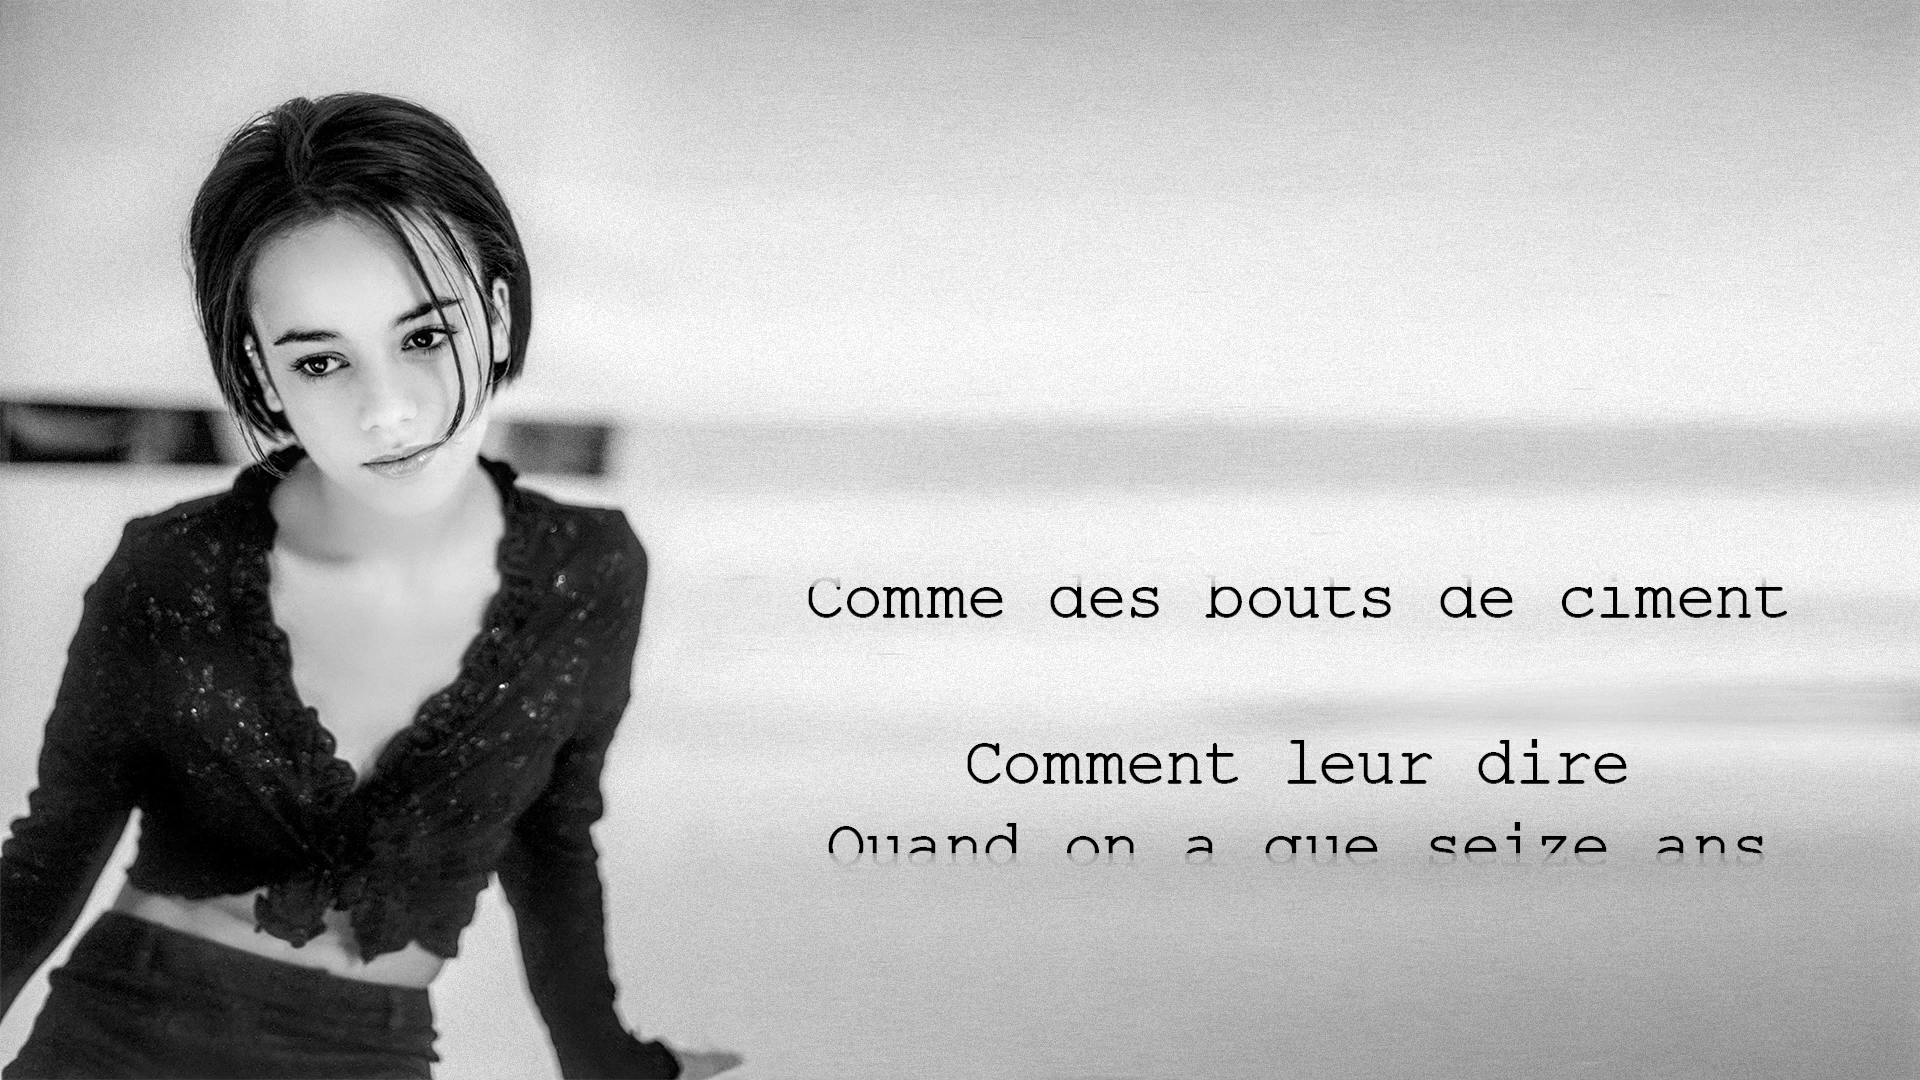 Comme des bouts de ciment
Comment leur dire
Quand on a que seize ans